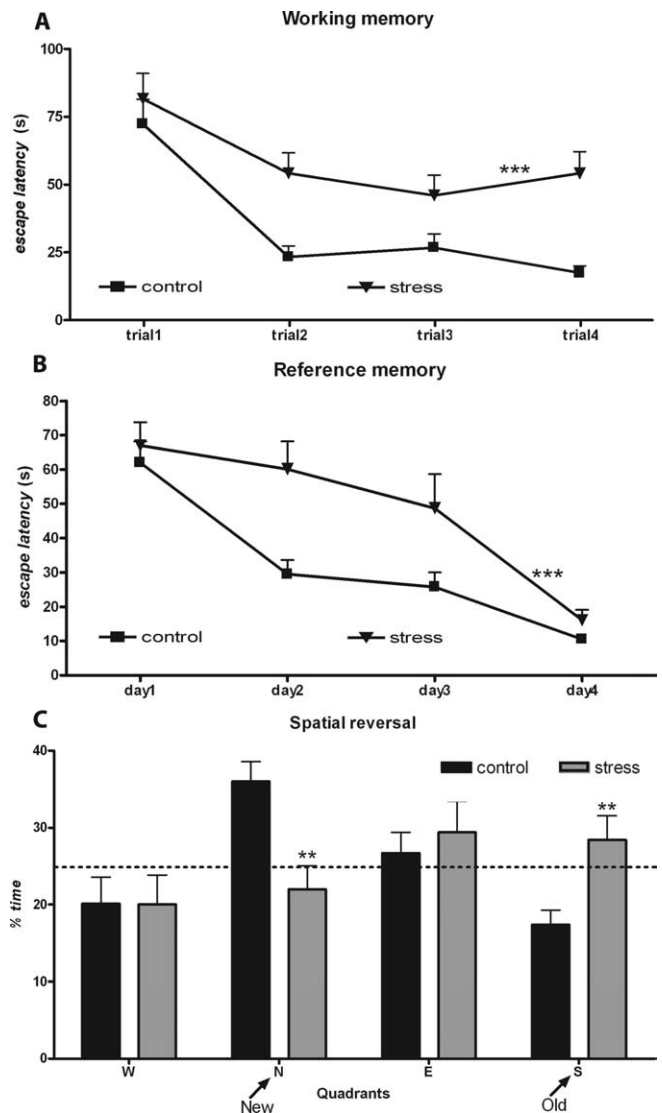 A
Working memory
100
75
50
25
0
escape latency (s)
***
control
stress
trial1 trial2 trial3 trial4
B
Reference memory
80
70
60
50
40
30
20
10
0
escape latency (s)
***
control
stress
day1 day2 day3 day4
C
Spatial reversal
40
30
20
10
0
% time
control
stress
**
**
W N E S
New
Quadrants
Old